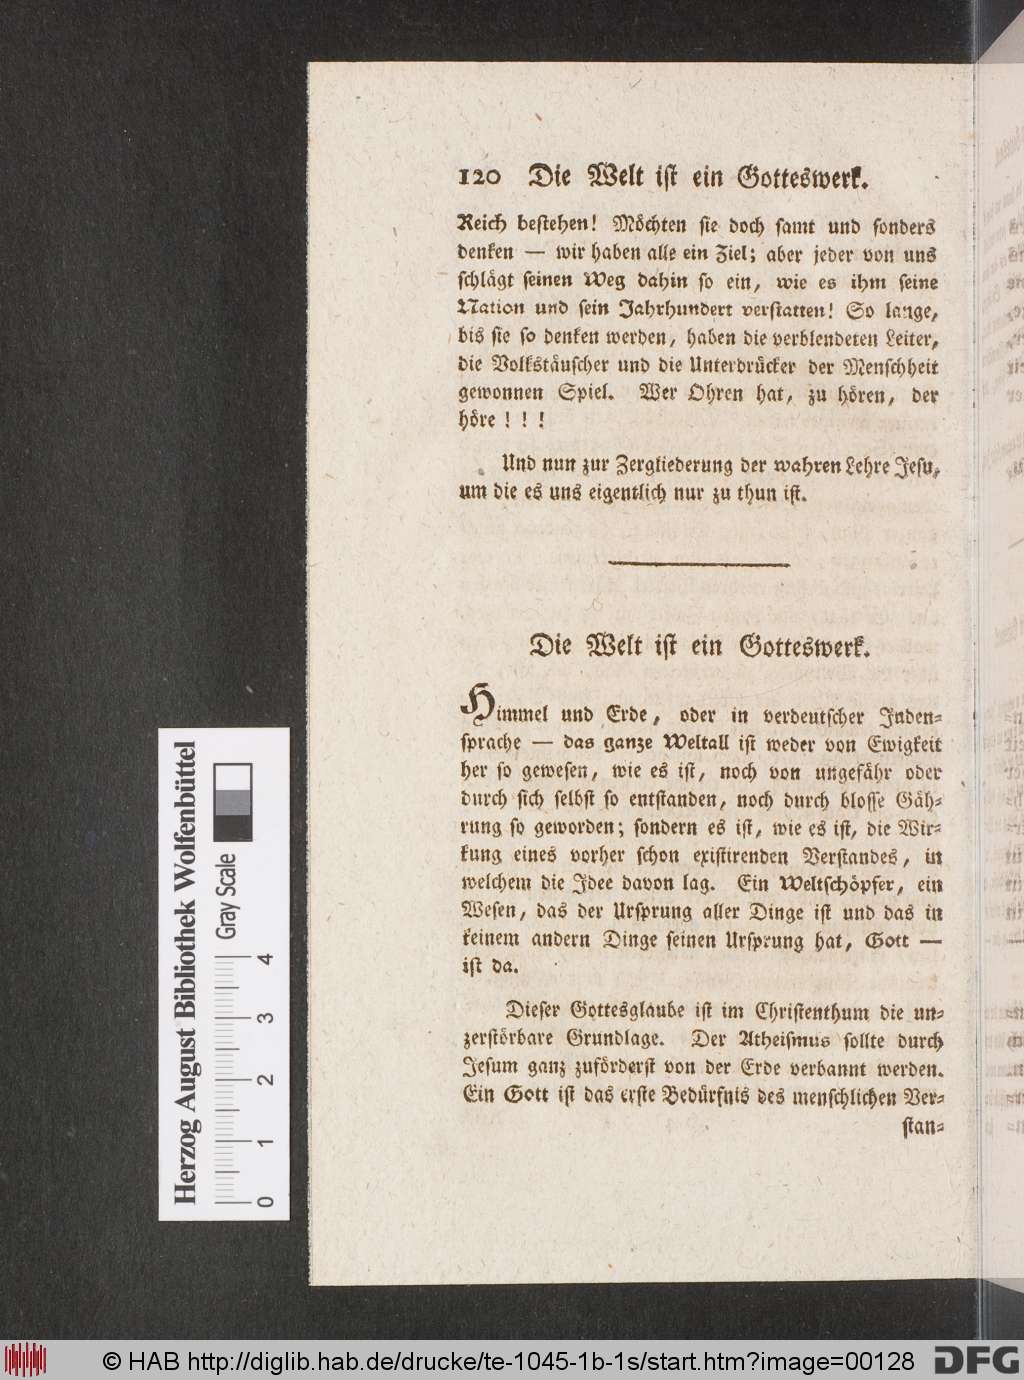 120 Die Welt ist ein Gotteswerk.
Reich bestehen! Möchten sie doch samt und sonders
denken — wir haben alle ein Ziel; aber jeder von uns
schlägt seinen Weg dahin so ein, wie es ihm seine
Nation und sein Jahrhundert verstatten! So lange,
bis sie so denken werden, haben die verblendeten Leiter,
die Volkstäuscher und die Unterdrücker der Menschheit
gewonnen Spiel. Wer Ohren hat, zu hören, der
höre ! ! !
Und nun zur Zergliederung der wahren Lehre Jesu,
um die es uns eigentlich nur zu thun ist.
Die Welt ist ein Gotteswerk.
Himmel und Erde, oder in verdeutscher Juden-
sprache — das ganze Weltall ist weder von Ewigkeit
her so gewesen, wie es ist, noch von ungefähr oder
durch sich selbst so entstanden, noch durch blosse Gäh-
rung so geworden; sondern es ist, wie es ist, die Wir-
kung eines vorher schon existirenden Verstandes, in
welchem die Idee davon lag. Ein Weltschöpfer, ein
Wesen, das der Ursprung aller Dinge ist und das in
keinem andern Dinge seinen Ursprung hat, Gott —
ist da.
Dieser Gottesglaube ist im Christenthum die un-
zerstörbare Grundlage. Der Atheismus sollte durch
Jesum ganz zuförderst von der Erde verbannt werden.
Ein Gott ist das erste Bedürfnis des menschlichen Ver-
stan-
Herzog August Bibliothek Wolfenbüttel
0 1 2 3 4 Gray Scale
© HAB http://diglib.hab.de/drucke/te-1045-1b-1s/start.htm?image=00128
DFG